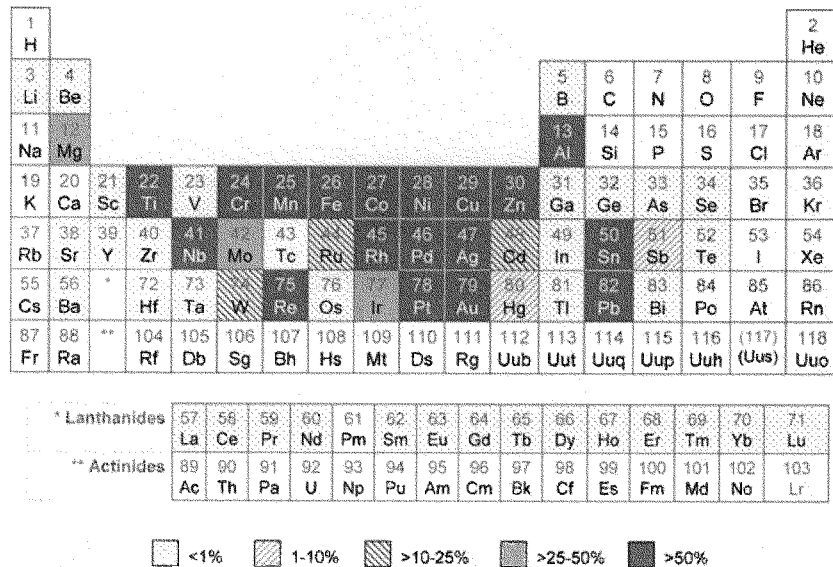 1 2
H He
3 4 5 6 7 8 9 10
Li Be B C N O F Ne
11 12 13 14 15 16 17 18
Na Mg Al Si P S Cl Ar
19 20 21 22 23 24 25 26 27 28 29 30 31 32 33 34 35 36
K Ca Sc Ti V Cr Mn Fe Co Ni Cu Zn Ga Ge As Se Br Kr
37 38 39 40 41 42 43 44 45 46 47 48 49 50 51 52 53 54
Rb Sr Y Zr Nb Mo Tc Ru Rh Pd Ag Cd In Sn Sb Te I Xe
55 56 * 72 73 74 75 76 77 78 79 80 81 82 83 84 85 86
Cs Ba Hf Ta W Re Os Ir Pt Au Hg Tl Pb Bi Po At Rn
87 88 ** 104 105 106 107 108 109 110 111 112 113 114 115 116 (117) 118
Fr Ra Rf Db Sg Bh Hs Mt Ds Rg Uub Uut Uuq Uup Uuh (Uus) Uuo
* Lanthanides 57 58 59 60 61 62 63 64 65 66 67 68 69 70 71
La Ce Pr Nd Pm Sm Eu Gd Tb Dy Ho Er Tm Yb Lu
** Actinides 89 90 91 92 93 94 95 96 97 98 99 100 101 102 103
Ac Th Pa U Np Pu Am Cm Bk Cf Es Fm Md No Lr
<1% 1-10% >10-25% >25-50% >50%